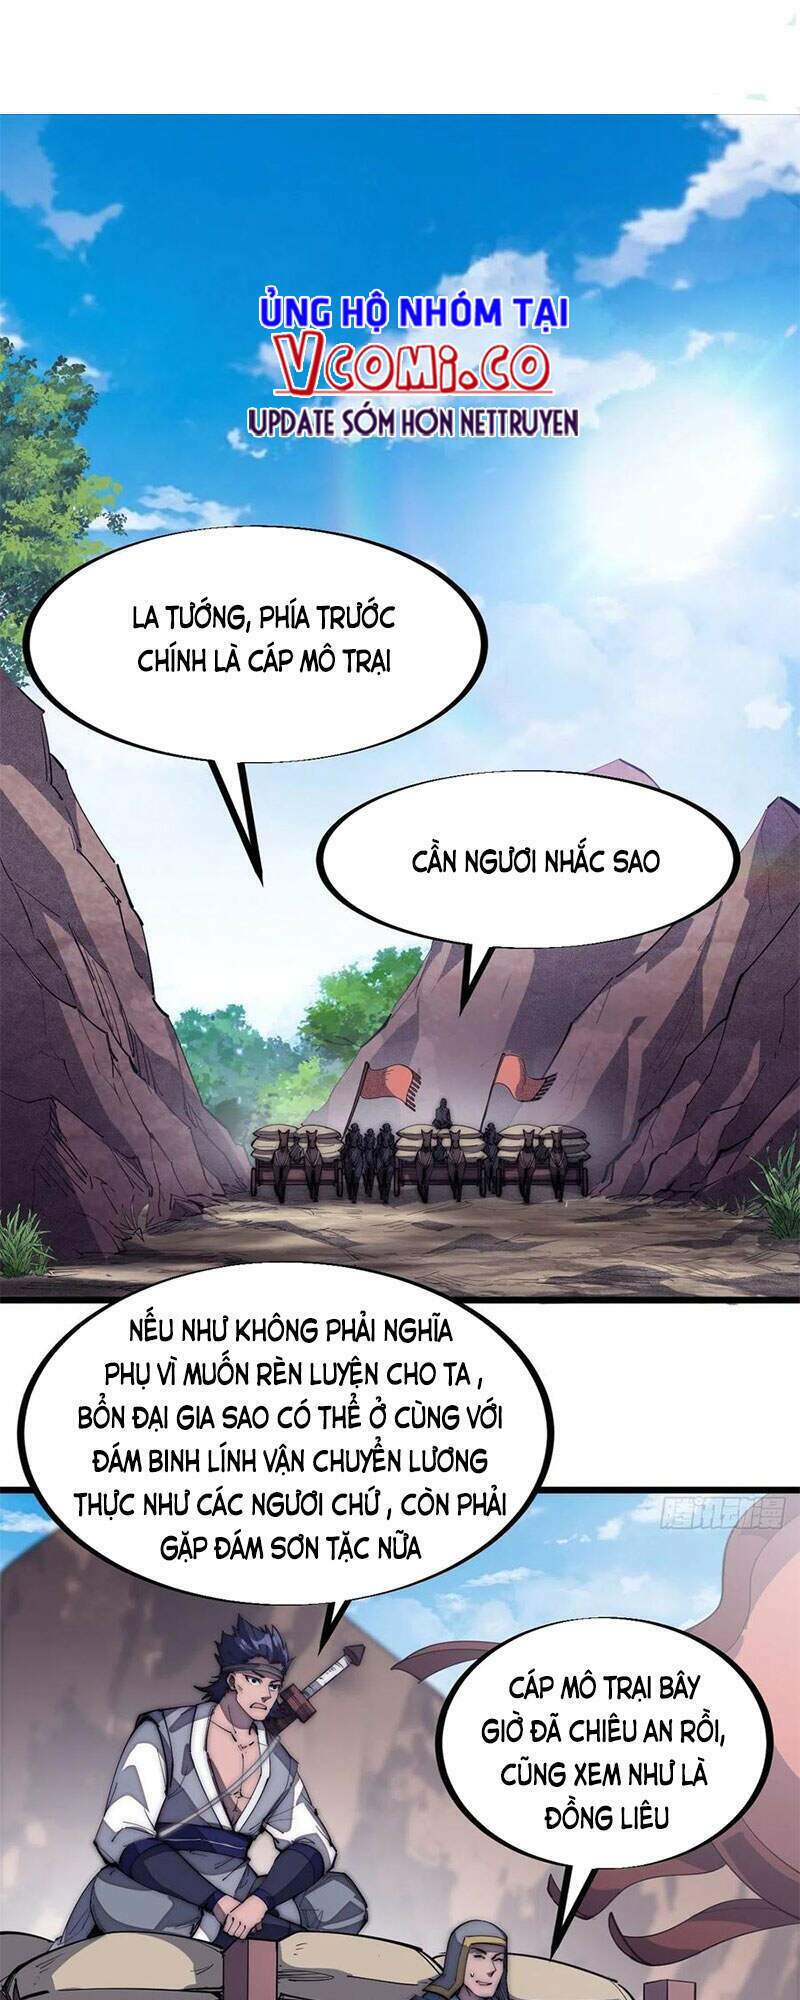 ỦNG HỘ NHÓM TẠI
VCOMI.CO
UPDATE SỚM HƠN NETTRUYEN
LA TƯỚNG, PHÍA TRƯỚC
CHÍNH LÀ CÁP MÔ TRẠI
CẦN NGƯƠI NHẮC SAO
NẾU NHƯ KHÔNG PHẢI NGHĨA
PHỤ VÌ MUỐN RÈN LUYỆN CHO TA ,
BỔN ĐẠI GIA SAO CÓ THỂ Ở CÙNG VỚI
ĐÁM BINH LÍNH VẬN CHUYỂN LƯƠNG
THỰC NHƯ CÁC NGƯƠI CHỨ , CÒN PHẢI
GẶP ĐÁM SƠN TẶC NỮA
腾讯动漫
CÁP MÔ TRẠI BÂY
GIỜ ĐÃ CHIÊU AN RỒI,
CŨNG XEM NHƯ LÀ
ĐỒNG LIÊU